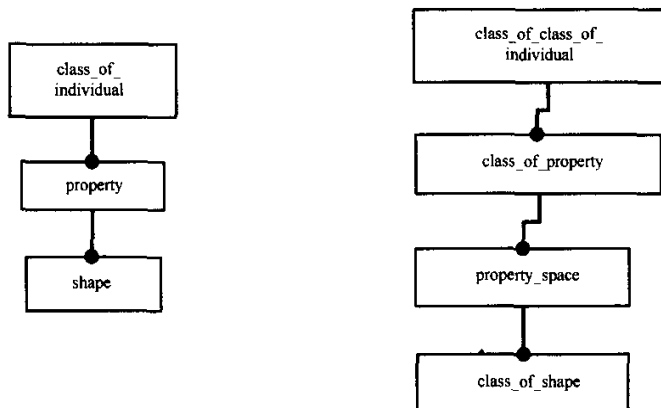 class_of_
individual
property
shape
class_of_class_of_
individual
class_of_property
property_space
class_of_shape